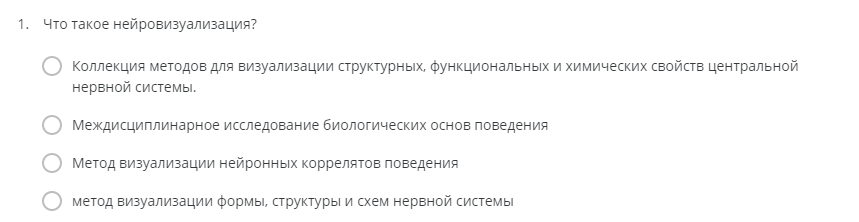 1. Что такое нейровизуализация?
Коллекция методов для визуализации структурных, функциональных и химических свойств центральной
нервной системы.
Междисциплинарное исследование биологических основ поведения
Метод визуализации нейронных коррелятов поведения
метод визуализации формы, структуры и схем нервной системы